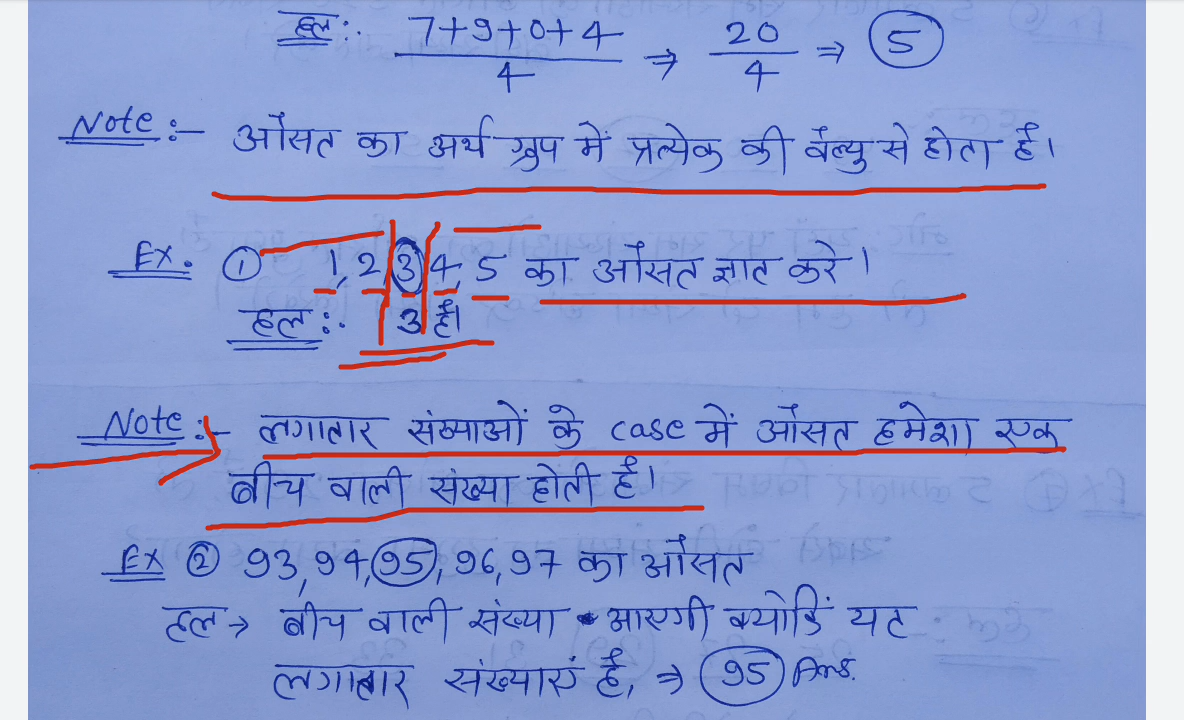 हल:. 7+9+0+4/4 ⇒ 20/4 ⇒ 5
Note:- औसत का अर्थ ग्रुप में प्रत्येक की वैल्यु से होता है।
Ex. ① 1, 2, 3, 4, 5 का औसत ज्ञात करे।
हल:. 3 है।
Note:- लगातार संख्याओं के case में औसत हमेशा एक
बीच वाली संख्या होती है।
Ex ② 93, 94, 95, 96, 97 का औसत
हल → बीच वाली संख्या आएगी क्योकिं यह
लगातार संख्याएं है, ⇒ 95 Ans.